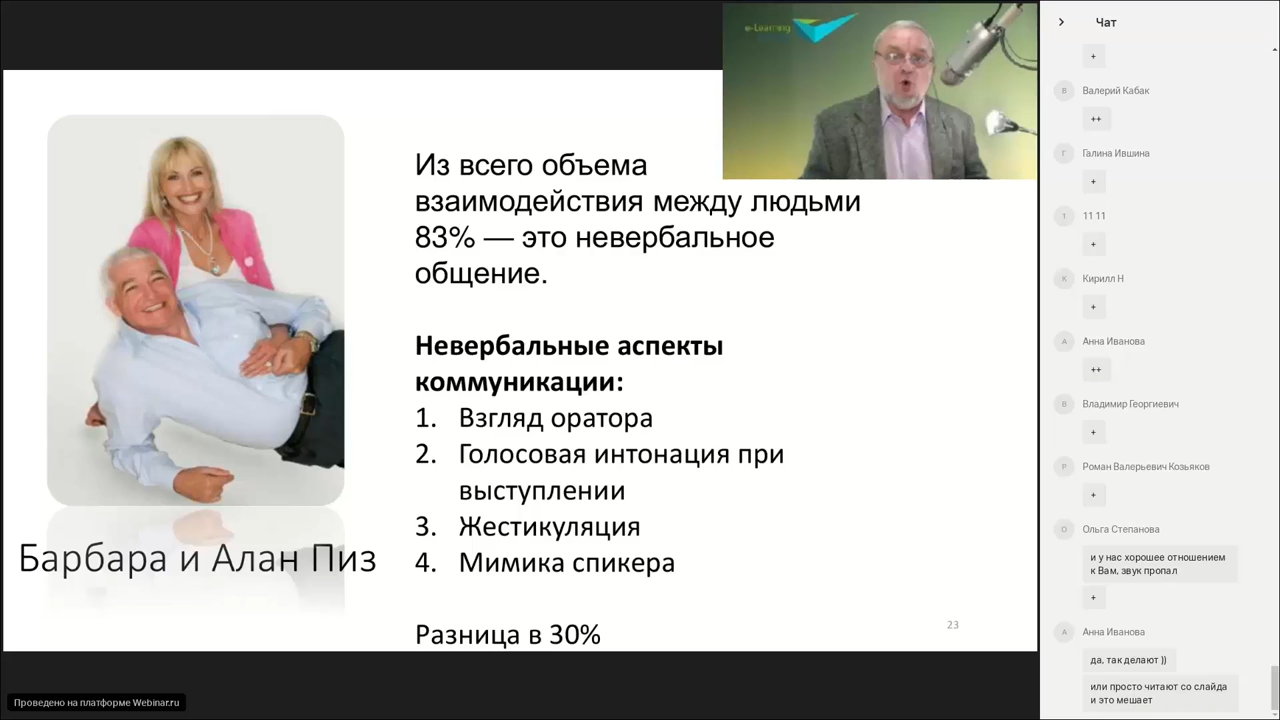 e-Learning
Из всего объема
взаимодействия между людьми
83% — это невербальное
общение.
Невербальные аспекты
коммуникации:
1. Взгляд оратора
2. Голосовая интонация при
выступлении
3. Жестикуляция
4. Мимика спикера
Разница в 30%
Барбара и Алан Пиз
23
Проведено на платформе Webinar.ru
Чат
+
В
Валерий Кабак
++
Г
Галина Ившина
+
1
11 11
+
К
Кирилл Н
+
А
Анна Иванова
++
В
Владимир Георгиевич
+
Р
Роман Валерьевич Козьяков
+
О
Ольга Степанова
и у нас хорошее отношением
к Вам, звук пропал
+
А
Анна Иванова
да, так делают ))
или просто читают со слайда
и это мешает